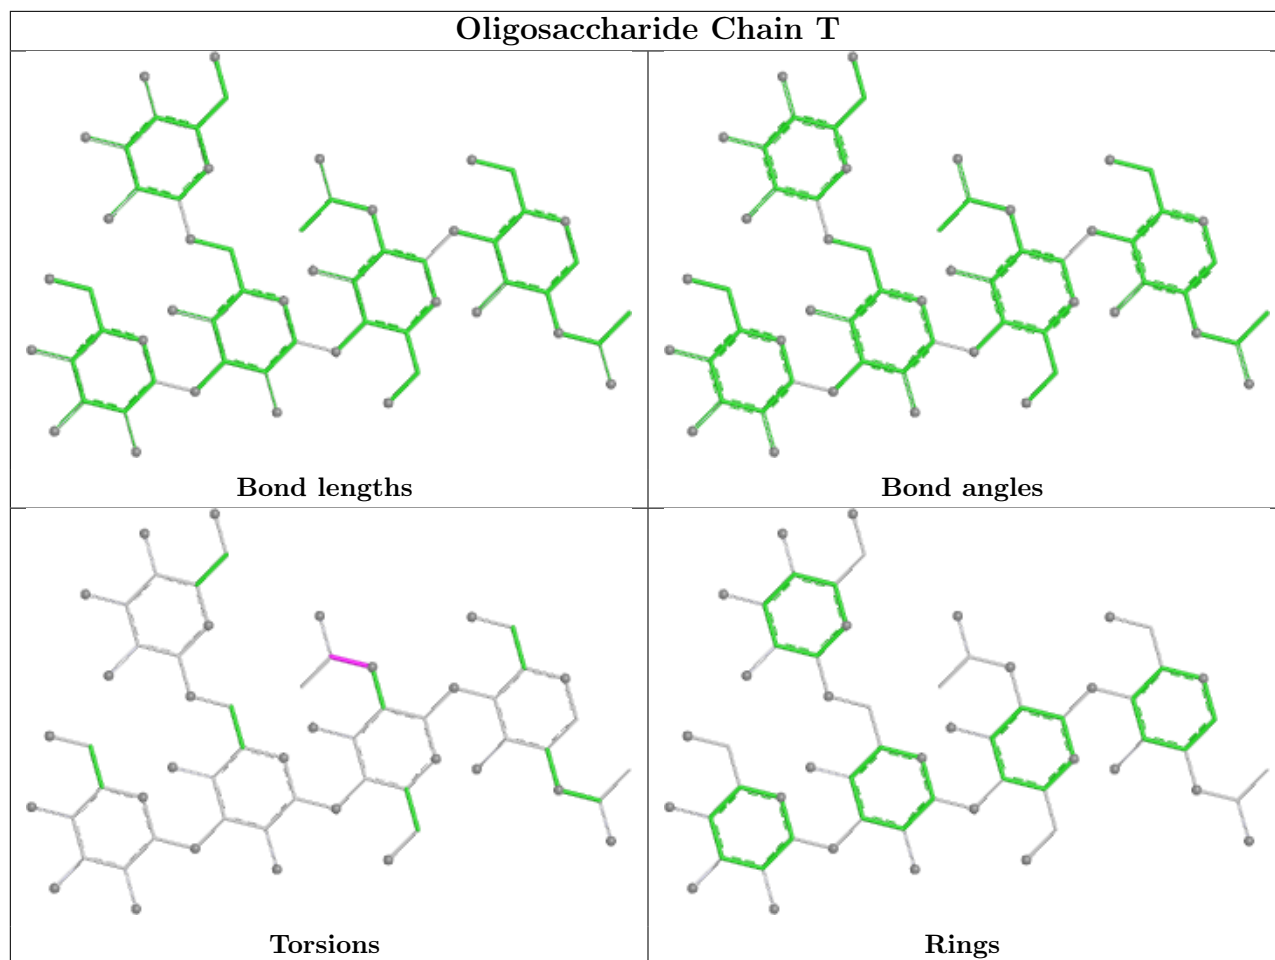 Oligosaccharide Chain T
Bond lengths
Bond angles
Torsions
Rings